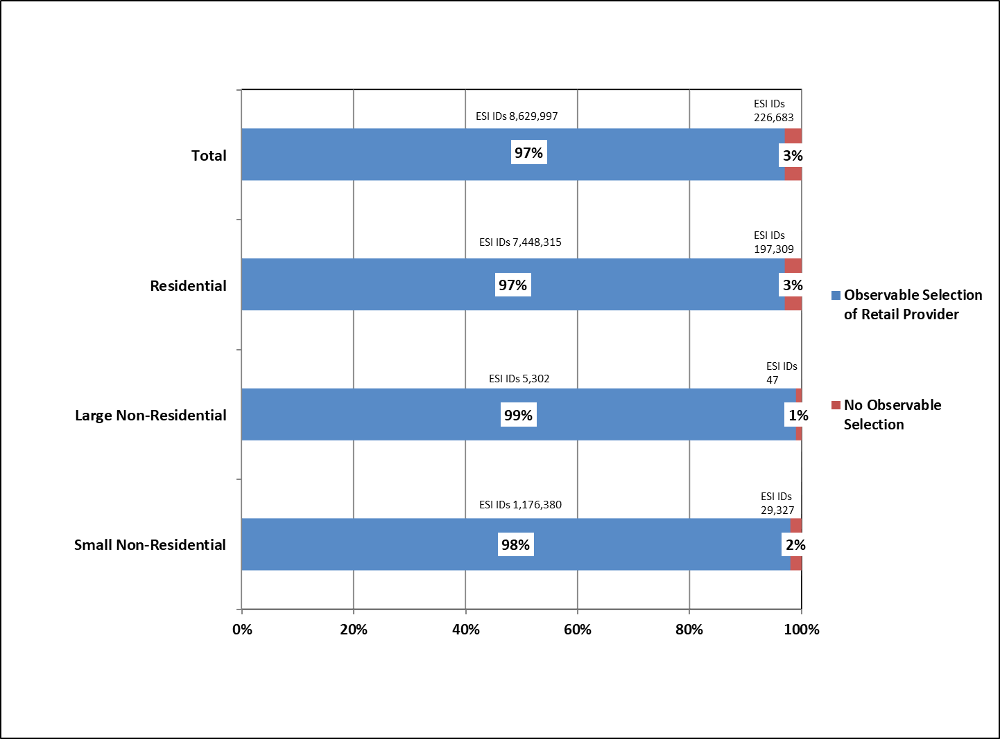 ESI IDs 8,629,997
ESI IDs
226,683
Total
97%
3%
ESI IDs 7,448,315
ESI IDs
197,309
Residential
97%
3%
ESI IDs 5,302
ESI IDs
47
Large Non-Residential
99%
1%
ESI IDs 1,176,380
ESI IDs
29,327
Small Non-Residential
98%
2%
0%
20%
40%
60%
80%
100%
Observable Selection
of Retail Provider
No Observable
Selection